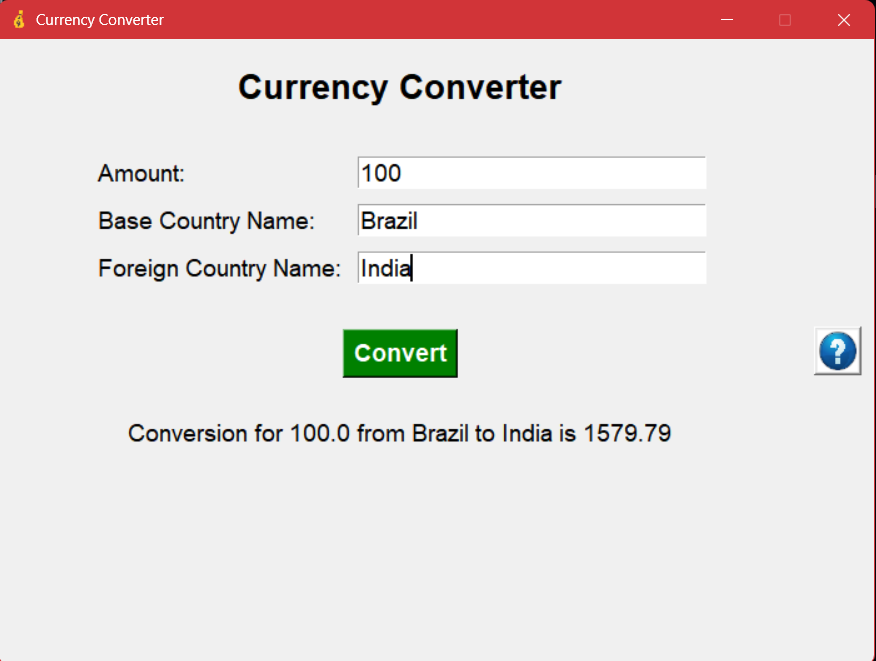 Currency Converter
Currency Converter
Amount: 100
Base Country Name: Brazil
Foreign Country Name: India
Convert
?
Conversion for 100.0 from Brazil to India is 1579.79